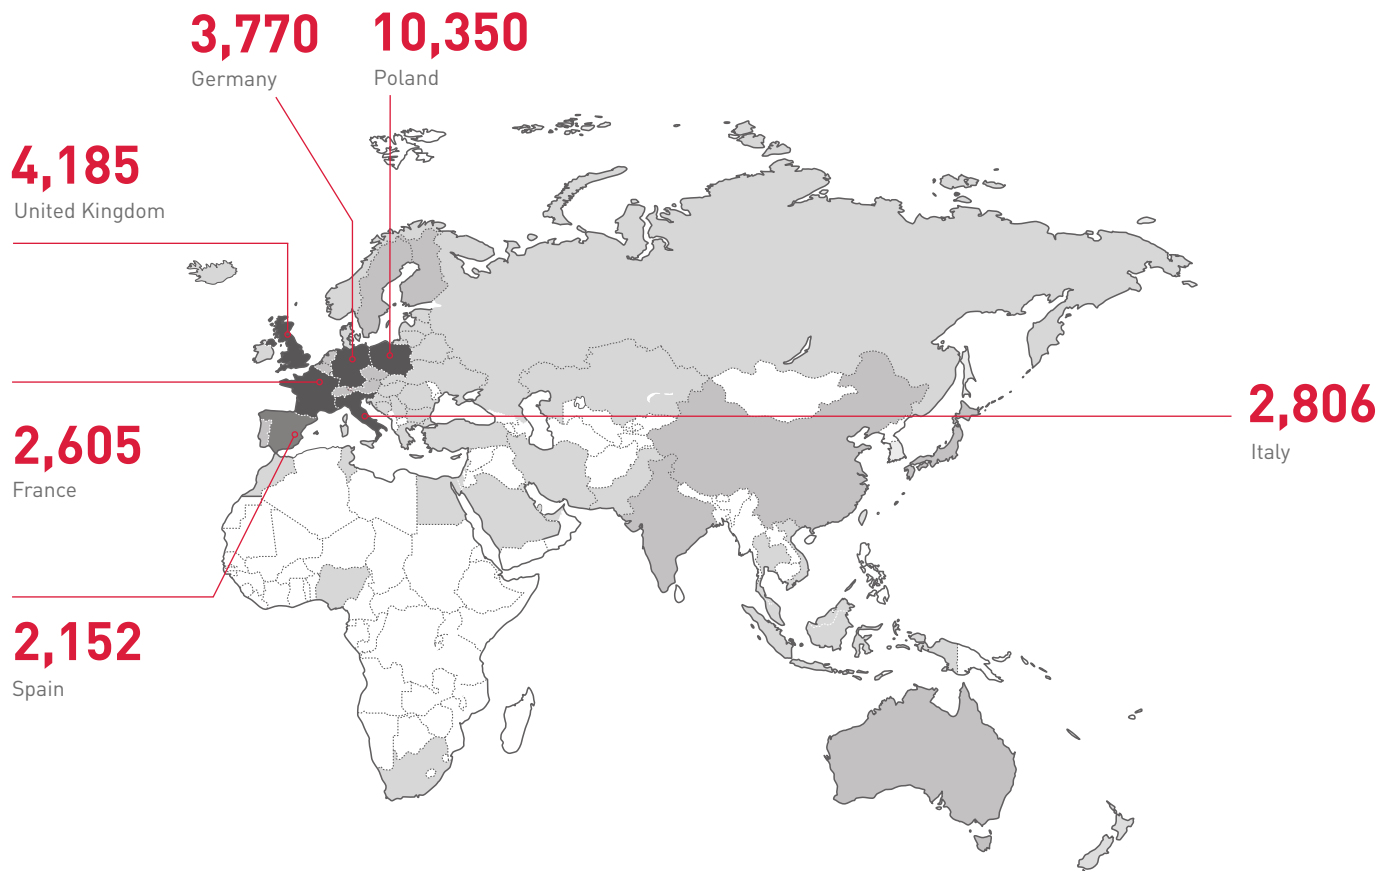 3,770
Germany
10,350
Poland
4,185
United Kingdom
2,806
Italy
2,605
France
2,152
Spain